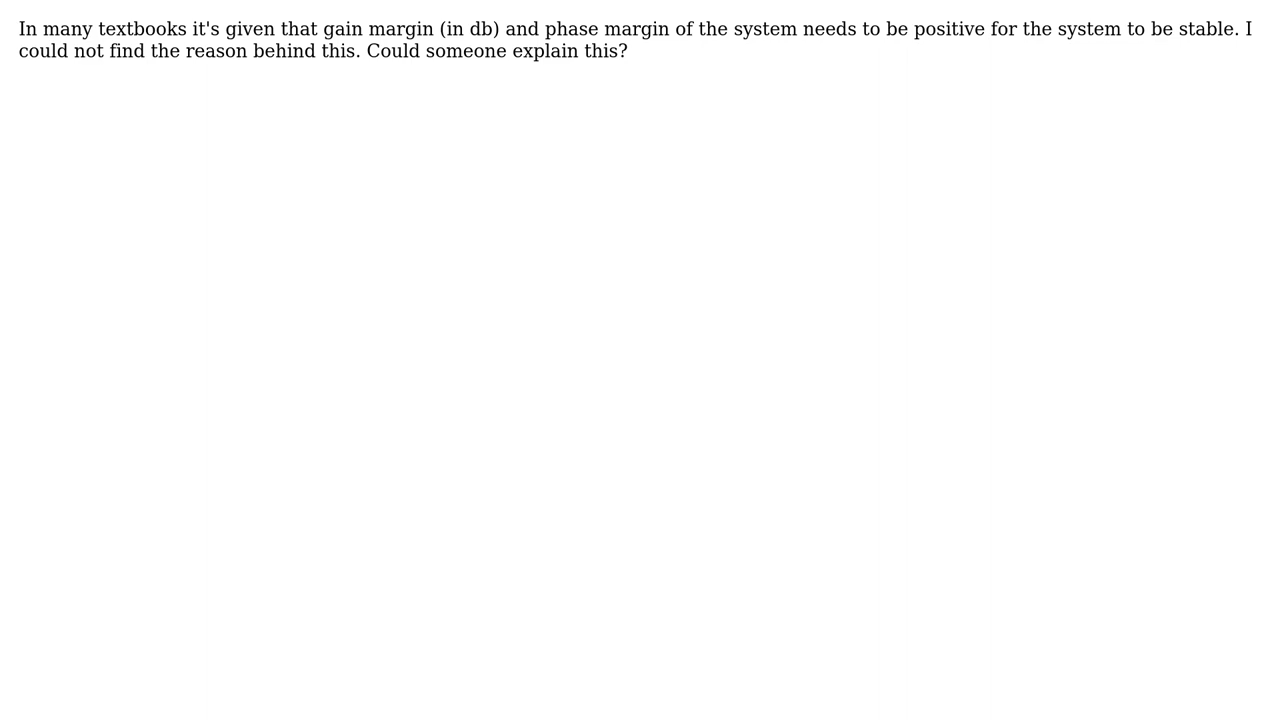 In many textbooks it's given that gain margin (in db) and phase margin of the system needs to be positive for the system to be stable. I
could not find the reason behind this. Could someone explain this?